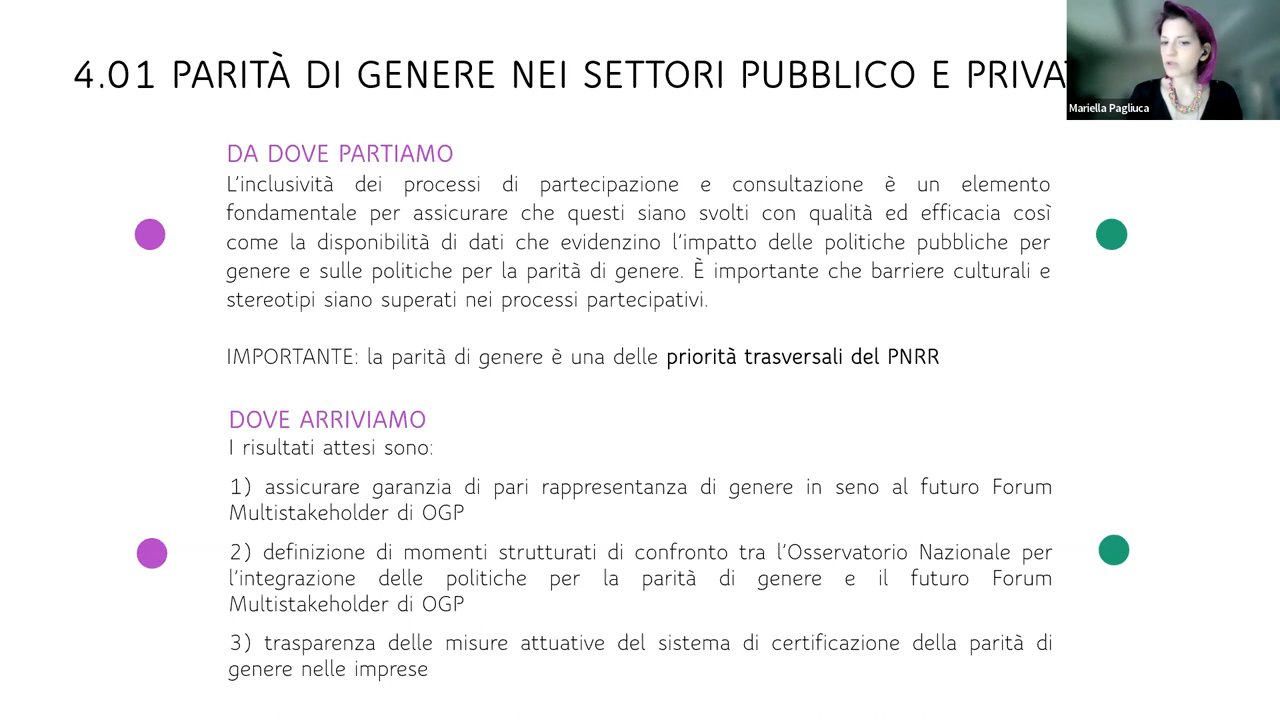 4.01 PARITÀ DI GENERE NEI SETTORI PUBBLICO E PRIVA
Mariella Pagliuca
DA DOVE PARTIAMO
L'inclusività dei processi di partecipazione e consultazione è un elemento
fondamentale per assicurare che questi siano svolti con qualità ed efficacia così
come la disponibilità di dati che evidenzino l'impatto delle politiche pubbliche per
genere e sulle politiche per la parità di genere. È importante che barriere culturali e
stereotipi siano superati nei processi partecipativi.
IMPORTANTE: la parità di genere è una delle priorità trasversali del PNRR
DOVE ARRIVIAMO
I risultati attesi sono:
1) assicurare garanzia di pari rappresentanza di genere in seno al futuro Forum
Multistakeholder di OGP
2) definizione di momenti strutturati di confronto tra l'Osservatorio Nazionale per
l'integrazione delle politiche per la parità di genere e il futuro Forum
Multistakeholder di OGP
3) trasparenza delle misure attuative del sistema di certificazione della parità di
genere nelle imprese